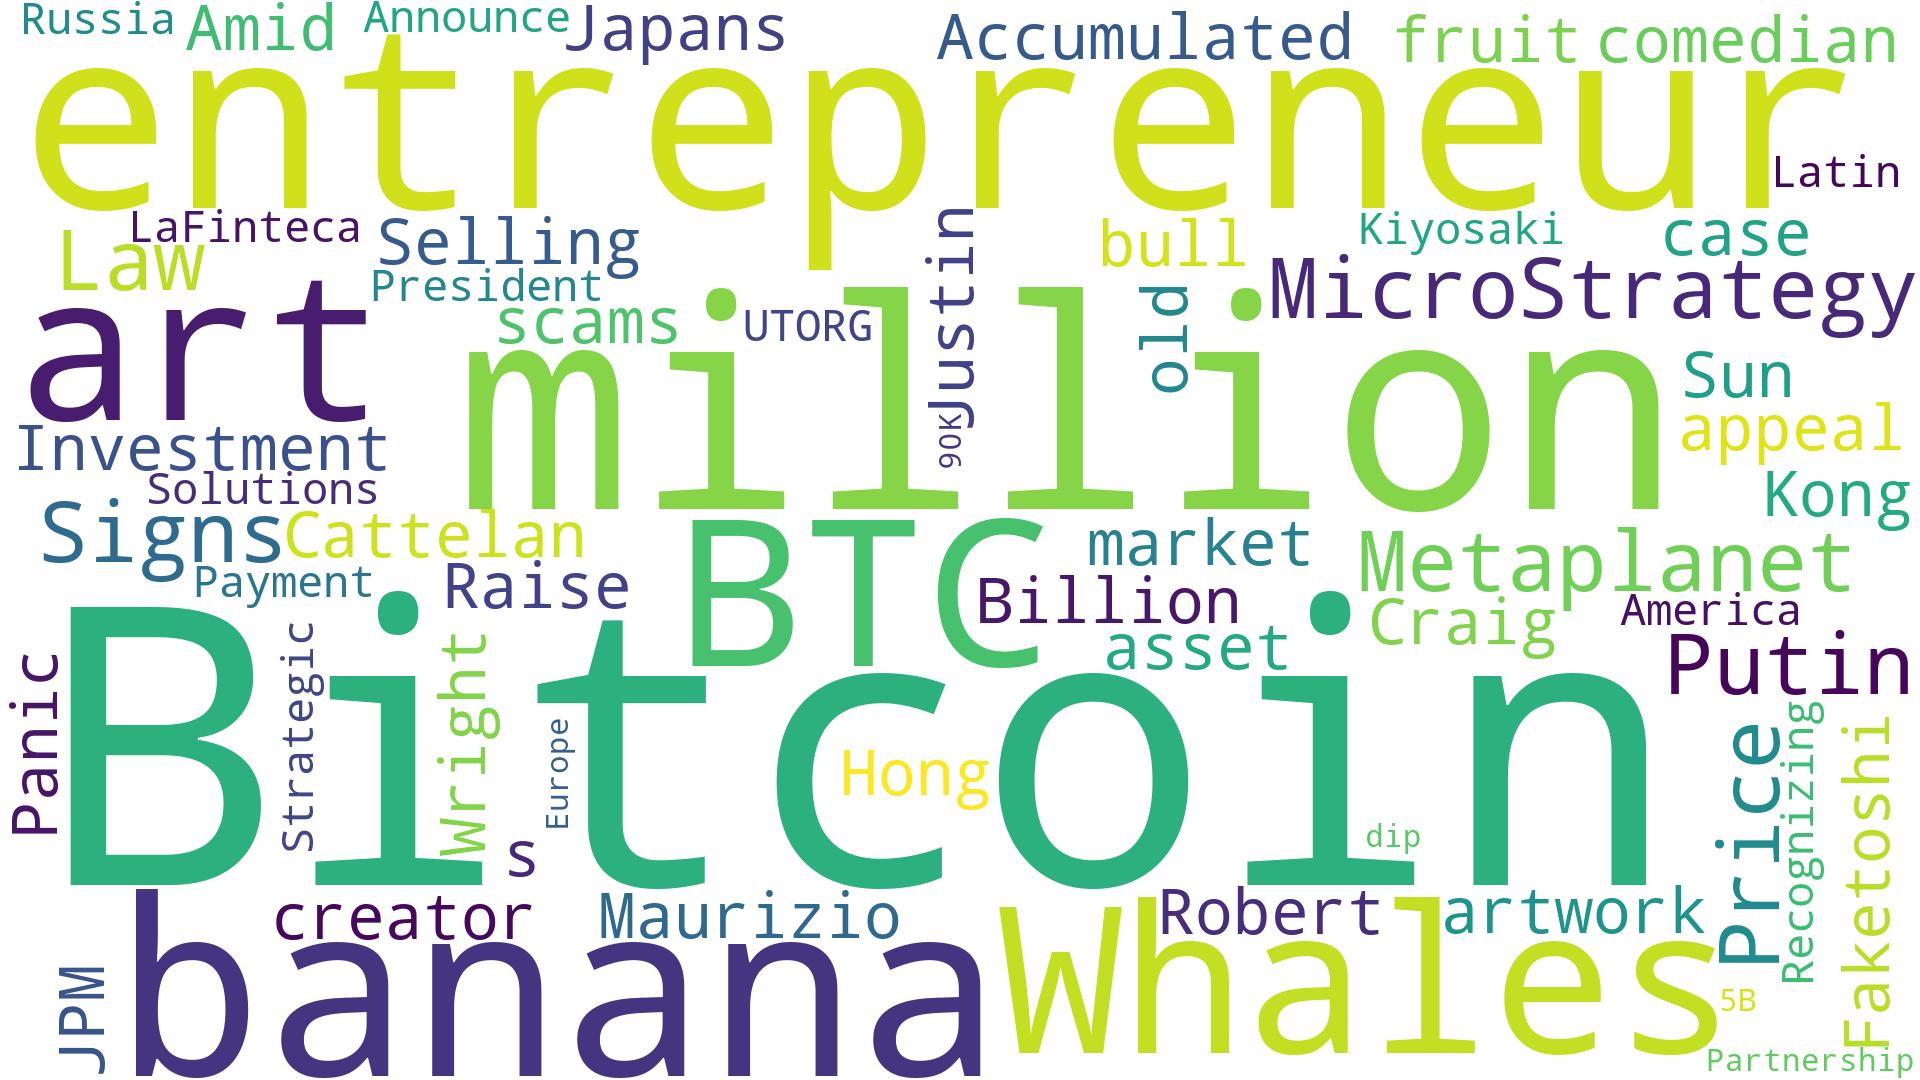 Russia
Amid
Announce
Japans
Accumulated
fruit
comedian
entrepreneur
Latin
LaFinteca
Law
Selling
President
scams
UTORG
Justin
bull
old
Kiyosaki
case
MicroStrategy
art
million
Sun
appeal
90K
Investment
Solutions
Signs
Cattelan
Payment
Raise
BTC
market
Billion
asset
Metaplanet
Craig
Kong
America
Putin
Panic
Bitcoin
Strategic
Wright
Europe
s
Hong
dip
Price
Recognizing
Faketoshi
creator
Maurizio
Robert
artwork
JPM
banana
Whales
5B
Partnership